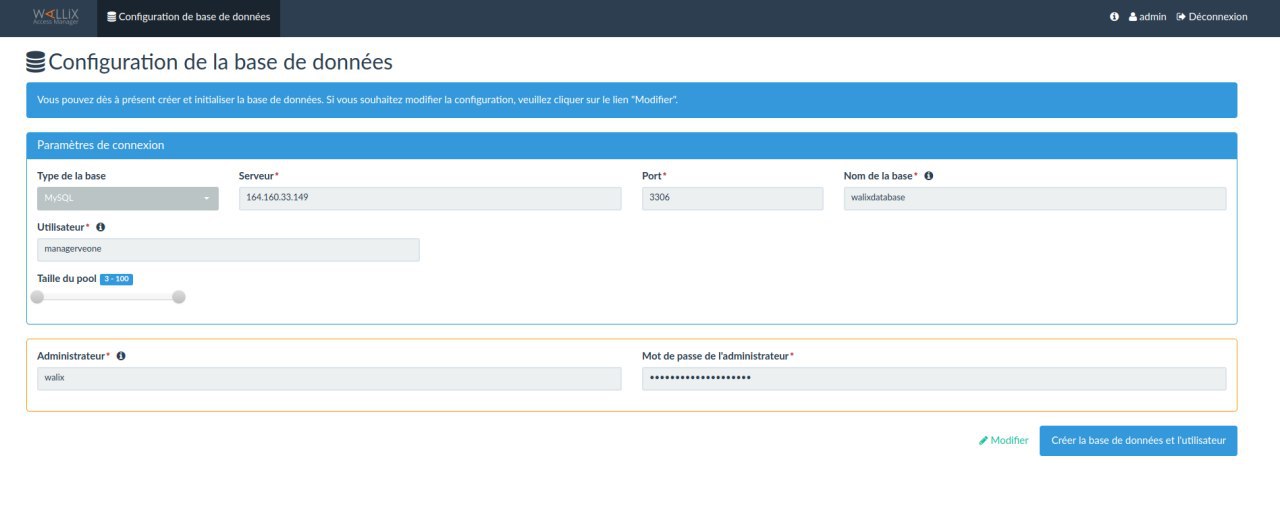 WALLIX
Access Manager
Configuration de base de données
admin
Déconnexion
Configuration de la base de données
Vous pouvez dès à présent créer et initialiser la base de données. Si vous souhaitez modifier la configuration, veuillez cliquer sur le lien "Modifier".
Paramètres de connexion
Type de la base
Serveur*
Port*
Nom de la base*
MySQL
164.160.33.149
3306
walixdatabase
Utilisateur*
managerveone
Taille du pool 3 - 100
Administrateur*
Mot de passe de l'administrateur*
walix
••••••••••••••••••••
Modifier
Créer la base de données et l'utilisateur